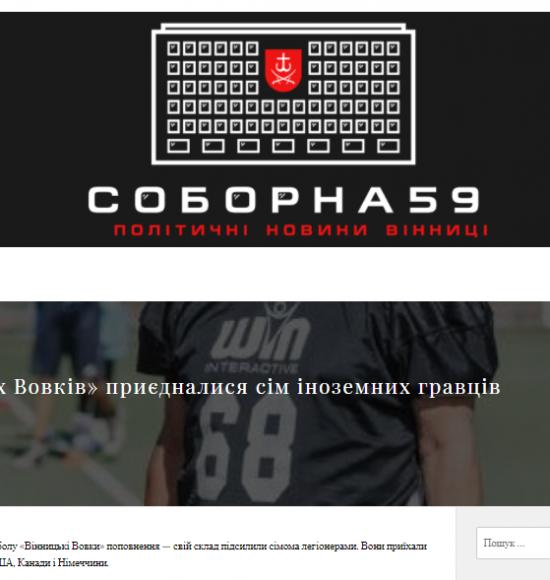 СОБОРНА59
ПОЛІТИЧНІ НОВИНИ ВІННИЦІ
WIN
INTERACTIVE
х Вовків» приєдналися сім іноземних гравців
68
болу «Вінницькі Вовки» поповнення — свій склад підсилили сімома легіонерами. Вони приїхали
ША, Канади і Німеччини.
Пошук ...